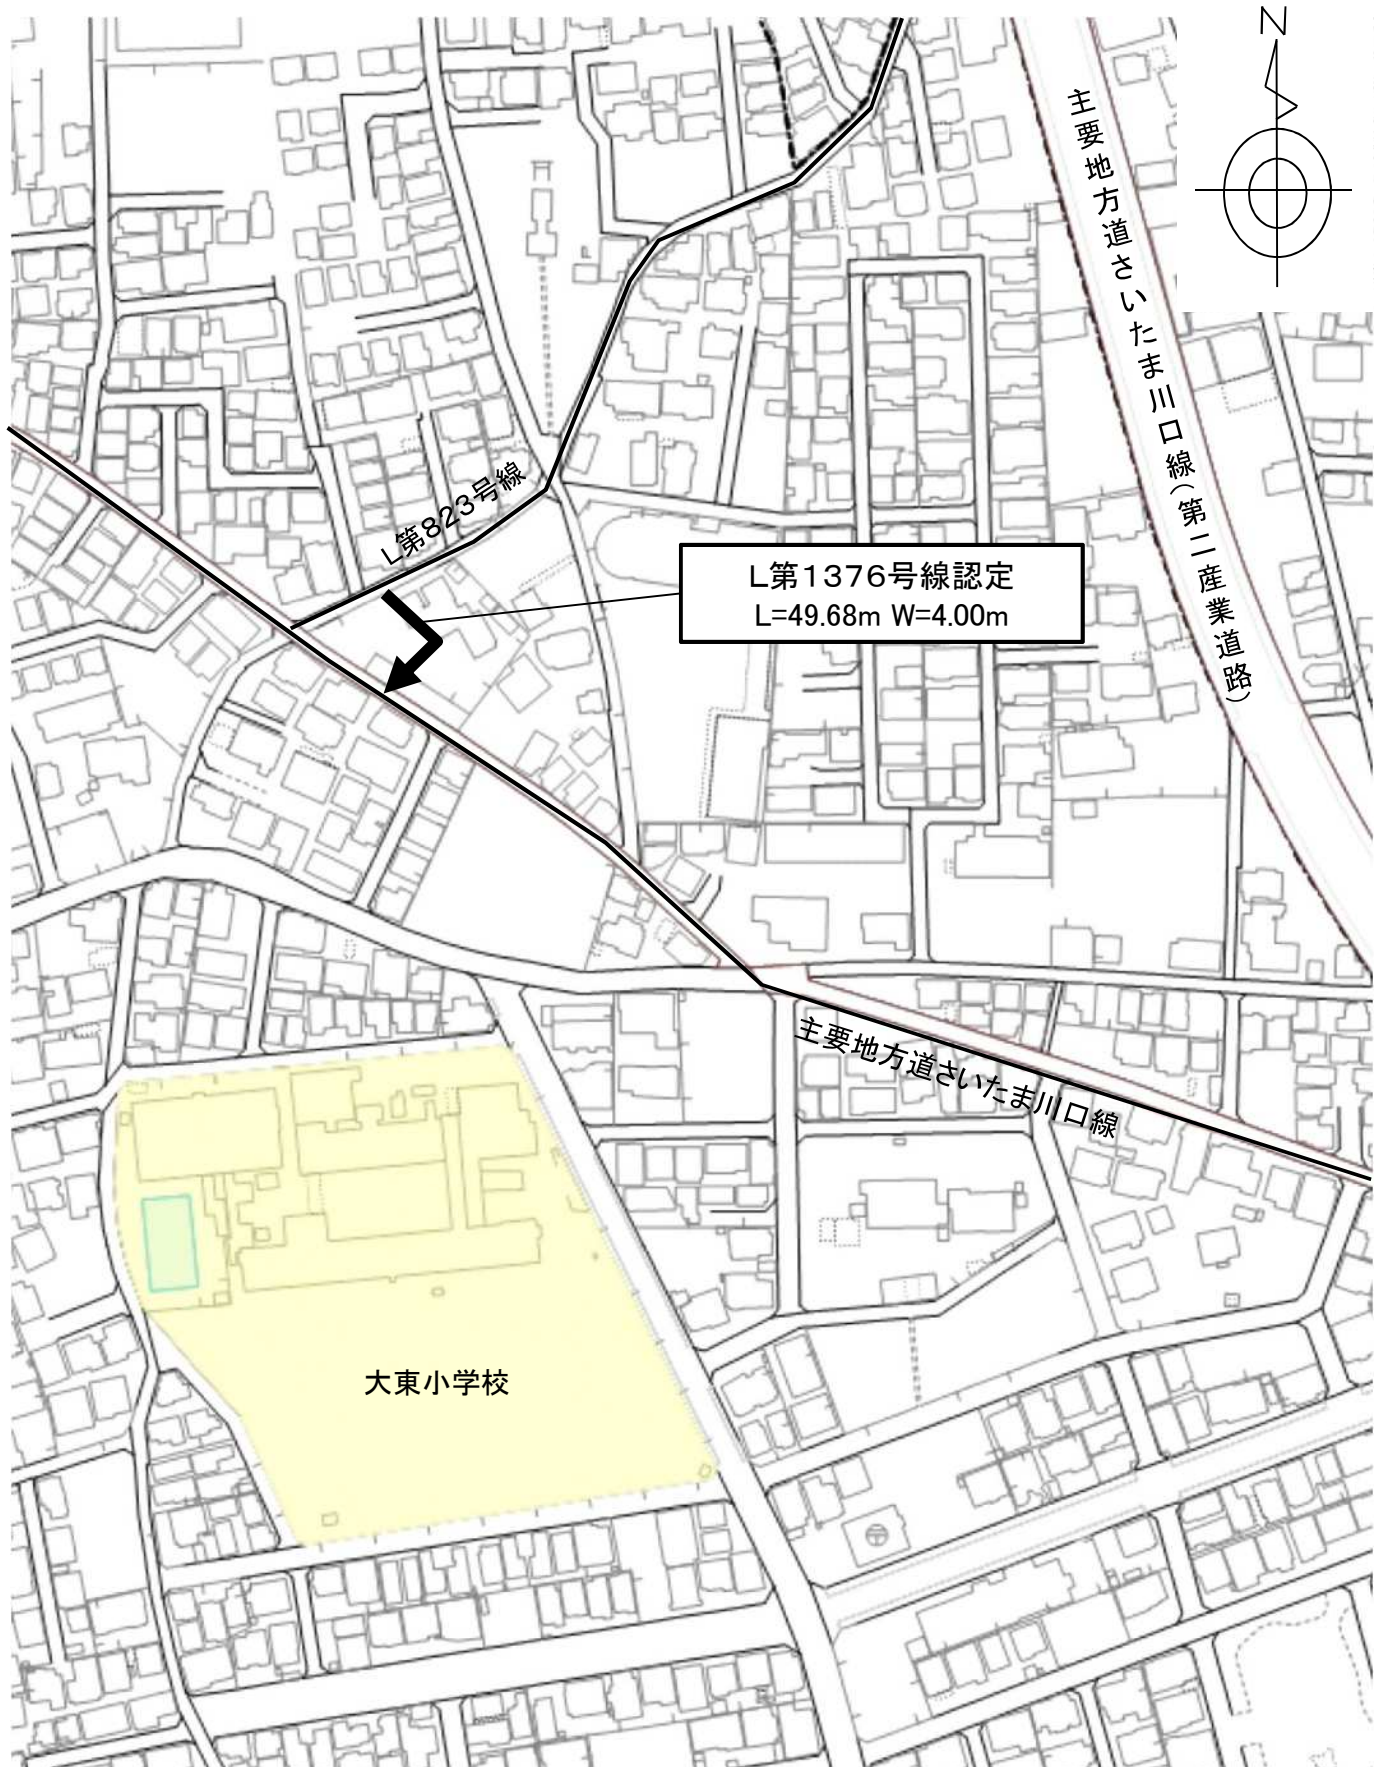 N
主要地方道さいたま川口線（第二産業道路）
L第823号線
L第1376号線認定
L=49.68m W=4.00m
主要地方道さいたま川口線
大東小学校